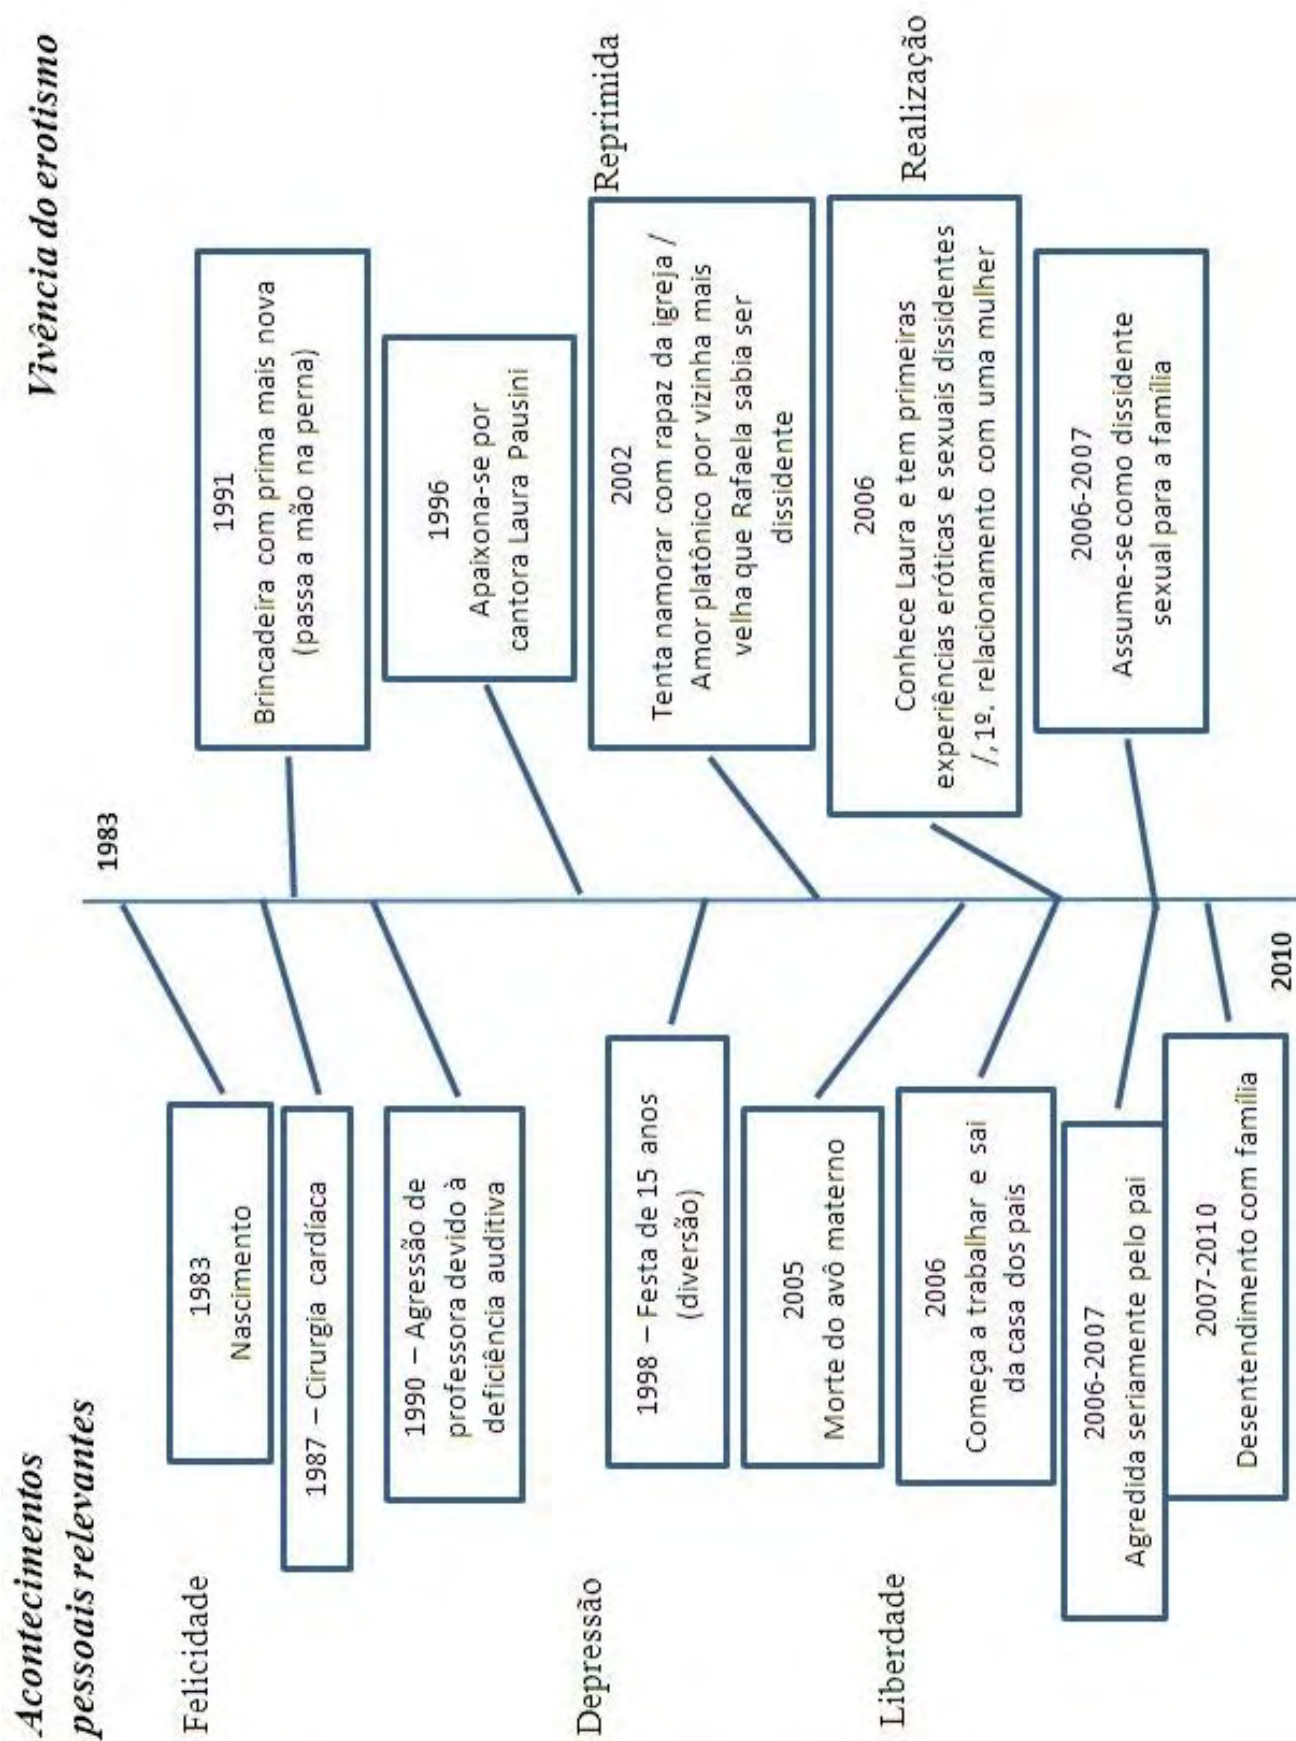 Acontecimentos
pessoais relevantes
Vivência do erotismo
Felicidade
1983
Nascimento
1987 – Cirurgia cardíaca
1990 – Agressão de
professora devido à
deficiência auditiva
Depressão
1998 – Festa de 15 anos
(diversão)
2005
Morte do avô materno
Liberdade
2006
Começa a trabalhar e sai
da casa dos pais
2006-2007
Agredida seriamente pelo pai
2007-2010
Desentendimento com família
1983
2010
1991
Brincadeira com prima mais nova
(passa a mão na perna)
1996
Apaixona-se por
cantora Laura Pausini
Reprimida
2002
Tenta namorar com rapaz da igreja /
Amor platônico por vizinha mais
velha que Rafaela sabia ser
dissidente
Realização
2006
Conhece Laura e tem primeiras
experiências eróticas e sexuais dissidentes
/, 1º. relacionamento com uma mulher
2006-2007
Assume-se como dissidente
sexual para a família